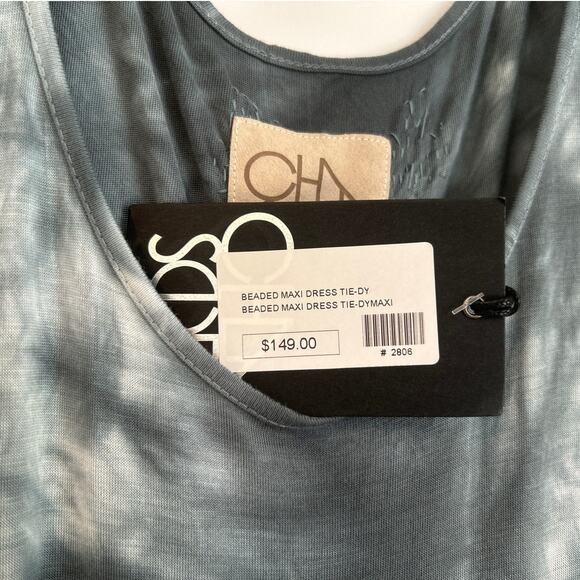 CHA
BEADED MAXI DRESS TIE-DY
BEADED MAXI DRESS TIE-DYMAXI
$149.00
# 2806